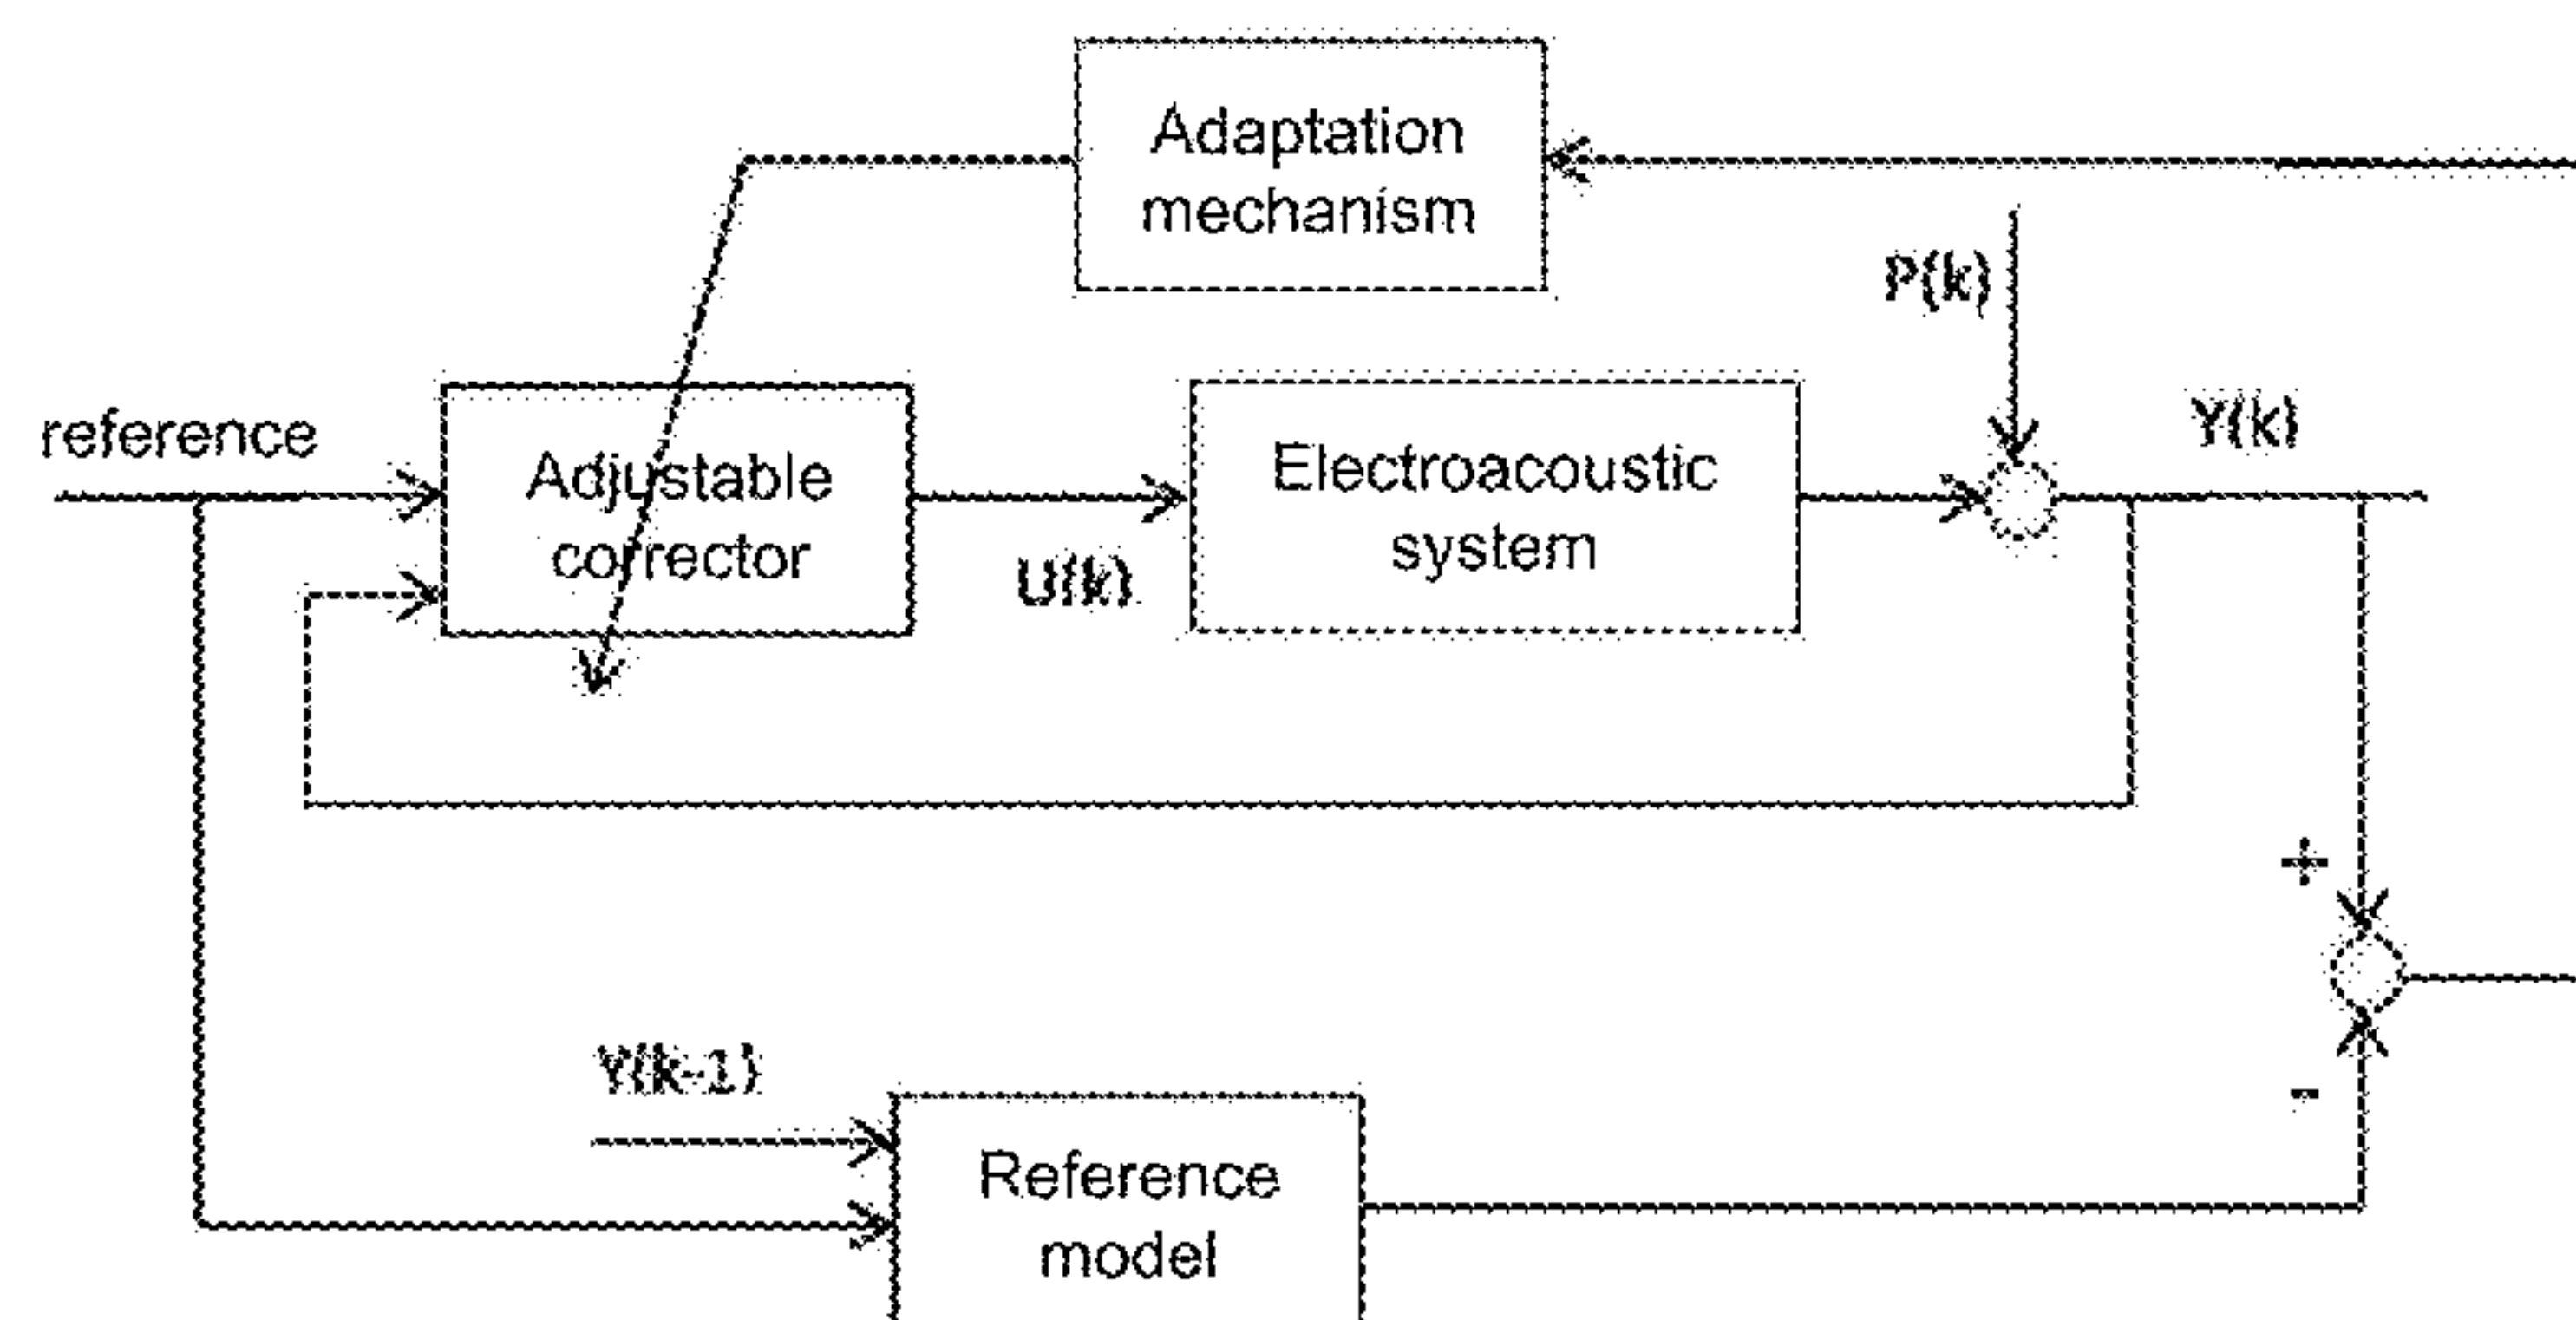 Adaptation
mechanism
P(k)
reference
Y(k)
Adjustable
corrector
Electroacoustic
system
U(k)
+
Y(k-1)
-
Reference
model